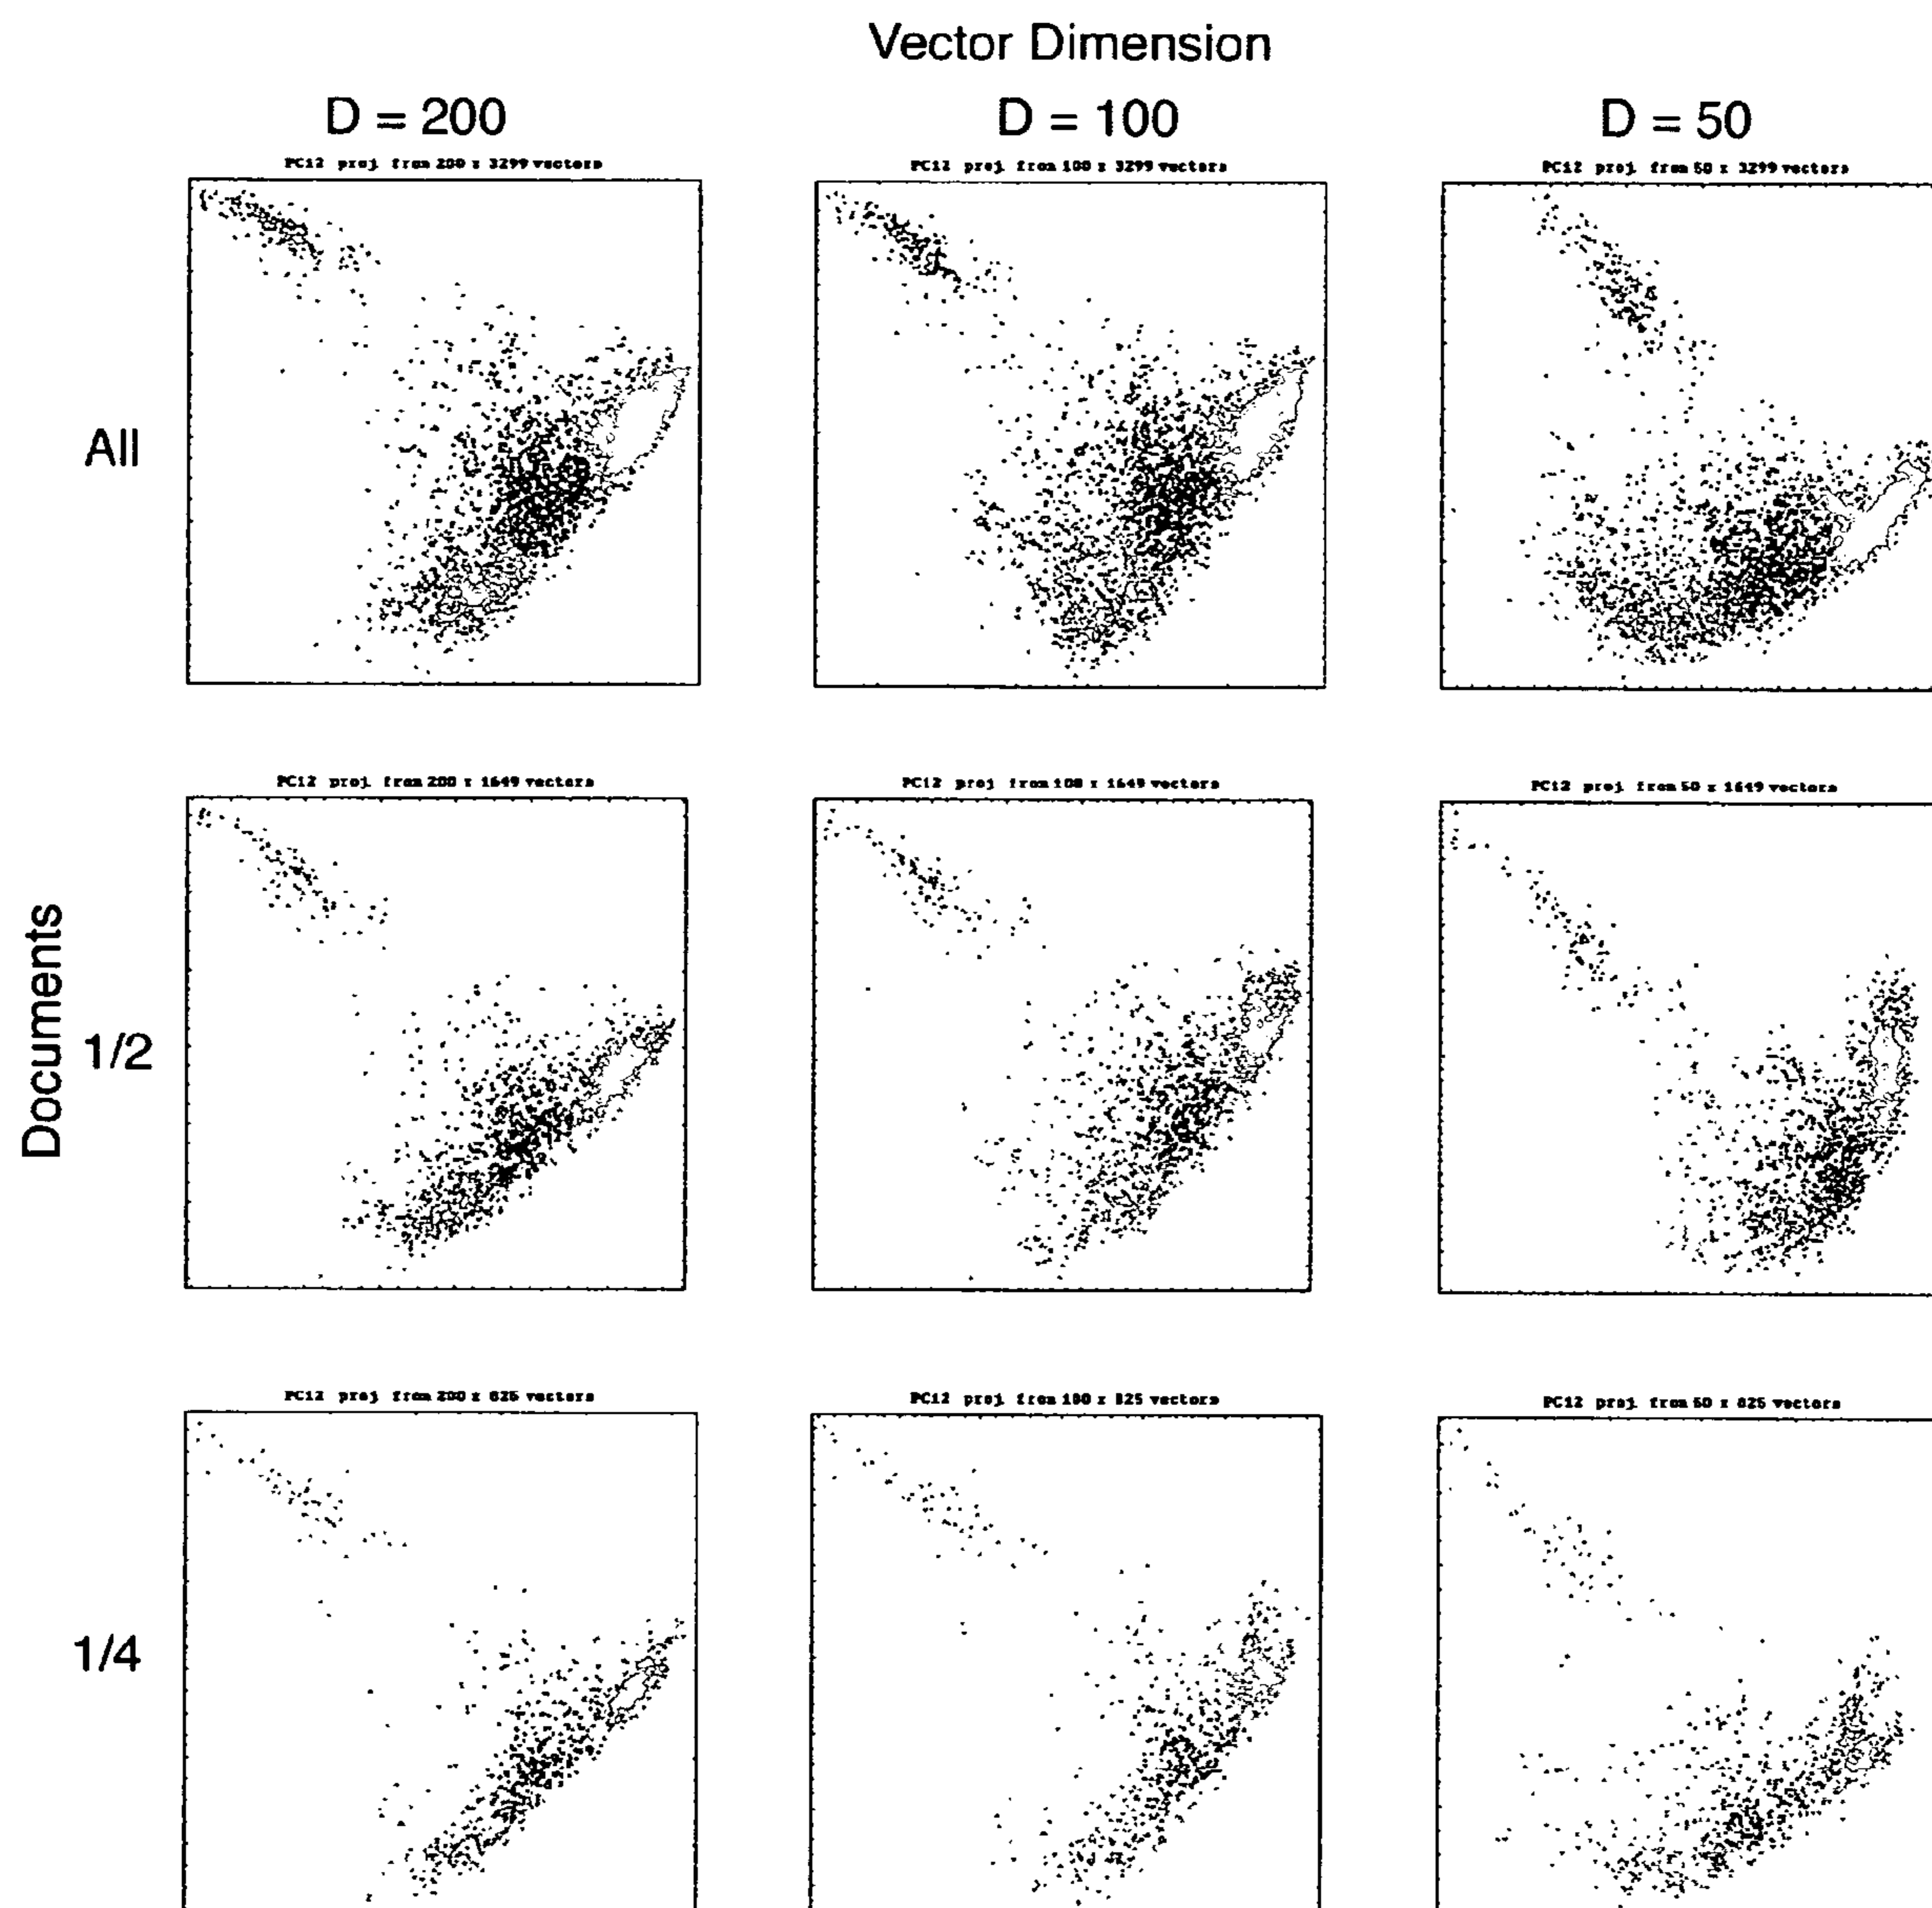 Vector Dimension
D = 200
D = 100
D = 50
PC12 proj. from 200 x 3299 vectors
PC12 proj. from 100 x 3299 vectors
PC12 proj. from 50 x 3299 vectors
All
PC12 proj. from 200 x 1649 vectors
PC12 proj. from 100 x 1649 vectors
PC12 proj. from 50 x 1649 vectors
Documents
1/2
PC12 proj. from 200 x 825 vectors
PC12 proj. from 100 x 825 vectors
PC12 proj. from 50 x 825 vectors
1/4